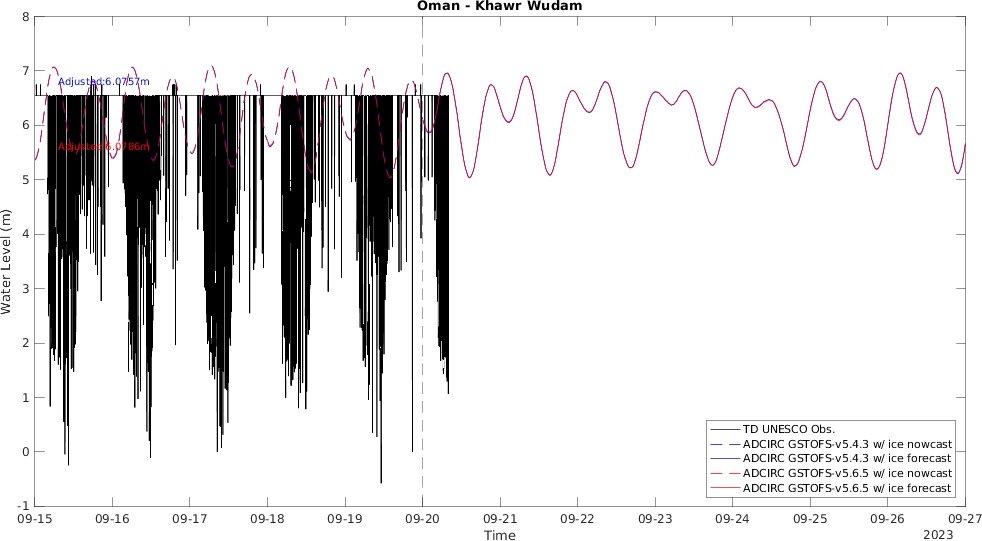 Oman - Khawr Wudam
8
7
6
5
4
3
2
1
0
-1
Water Level (m)
Adjusted:6.0757m
Adjusted:6.0786m
TD UNESCO Obs.
ADCIRC GSTOFS-v5.4.3 w/ ice nowcast
ADCIRC GSTOFS-v5.4.3 w/ ice forecast
ADCIRC GSTOFS-v5.6.5 w/ ice nowcast
ADCIRC GSTOFS-v5.6.5 w/ ice forecast
09-15 09-16 09-17 09-18 09-19 09-20 09-21 09-22 09-23 09-24 09-25 09-26 09-27
Time
2023